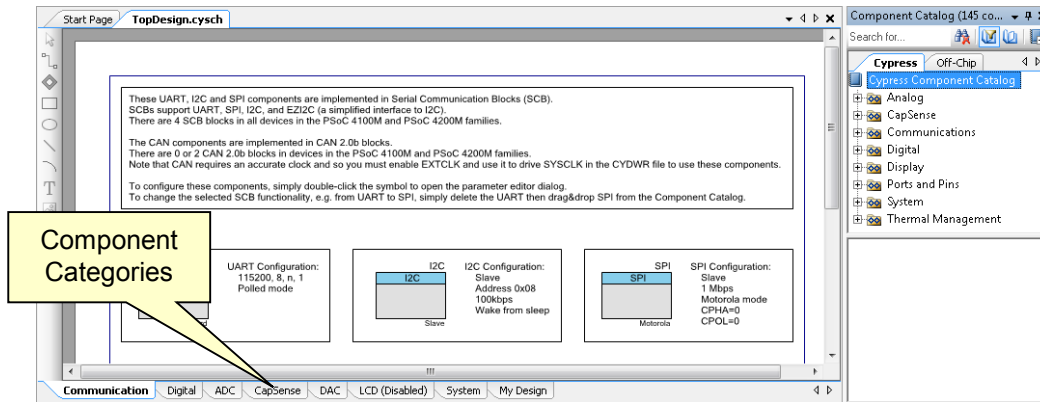 Start Page
TopDesign.cysch
These UART, I2C and SPI components are implemented in Serial Communication Blocks (SCB).
SCBs support UART, SPI, I2C, and EZI2C (a simplified interface to I2C).
There are 4 SCB blocks in all devices in the PSoC 4100M and PSoC 4200M families.
The CAN components are implemented in CAN 2.0b blocks.
There are 0 or 2 CAN 2.0b blocks in devices in the PSoC 4100M and PSoC 4200M families.
Note that CAN requires an accurate clock and so you must enable EXTCLK and use it to drive SYSCLK in the CYDWR file to use these components.
To configure these components, simply double-click the symbol to open the parameter editor dialog.
To change the selected SCB functionality, e.g. from UART to SPI, simply delete the UART then drag&drop SPI from the Component Catalog.
Component
Categories
UART Configuration:
115200, 8, n, 1
Polled mode
I2C
I2C
Slave
I2C Configuration:
Slave
Address 0x08
100kbps
Wake from sleep
SPI
SPI
Motorola
SPI Configuration:
Slave
1 Mbps
Motorola mode
CPHA=0
CPOL=0
Communication
Digital
ADC
CapSense
DAC
LCD (Disabled)
System
My Design
Component Catalog (145 co...
Search for...
Cypress
Off-Chip
Cypress Component Catalog
Analog
CapSense
Communications
Digital
Display
Ports and Pins
System
Thermal Management